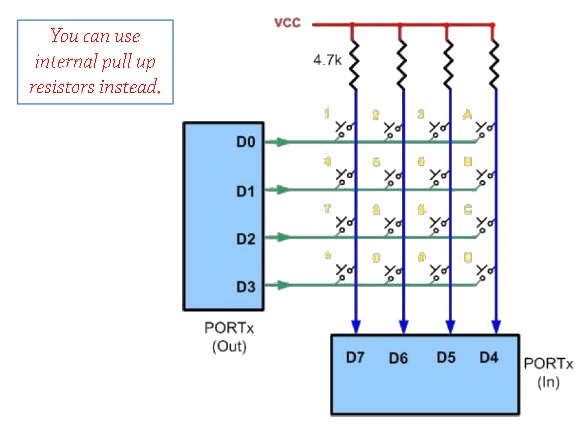 You can use
internal pull up
resistors instead.
VCC
4.7k
1 2 3 A
D0
D1
7 C
D2
D3
PORTx
(Out)
D7 D6 D5 D4
PORTx
(In)